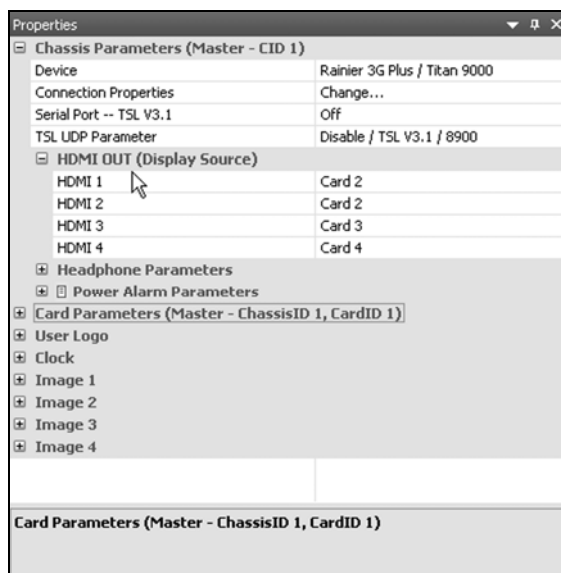 Properties
Chassis Parameters (Master - CID 1)
Device Rainier 3G Plus / Titan 9000
Connection Properties Change...
Serial Port -- TSL V3.1 Off
TSL UDP Parameter Disable / TSL V3.1 / 8900
HDMI OUT (Display Source)
HDMI 1 Card 2
HDMI 2 Card 2
HDMI 3 Card 3
HDMI 4 Card 4
Headphone Parameters
Power Alarm Parameters
Card Parameters (Master - ChassisID 1, CardID 1)
User Logo
Clock
Image 1
Image 2
Image 3
Image 4
Card Parameters (Master - ChassisID 1, CardID 1)